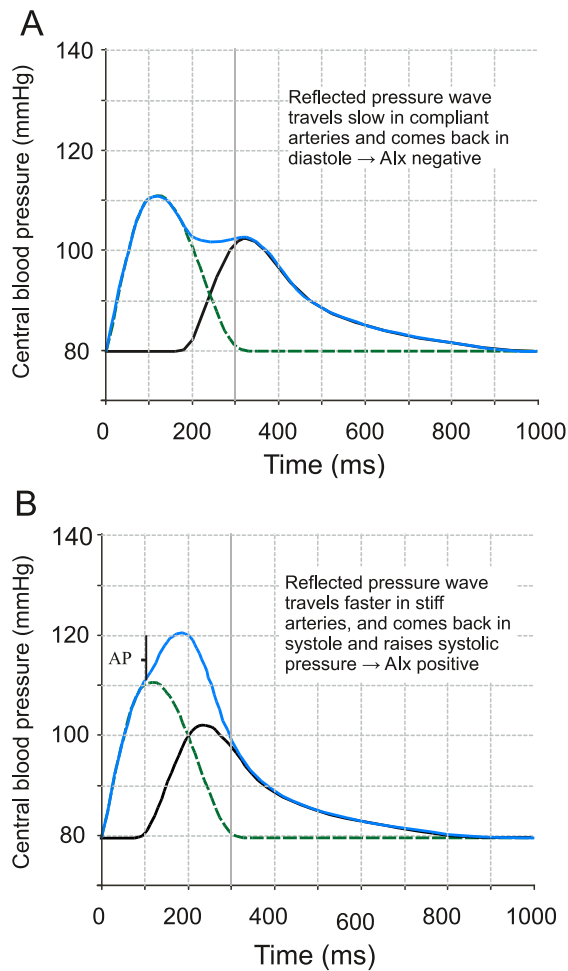 A
Central blood pressure (mmHg)
140
120
100
80
Reflected pressure wave
travels slow in compliant
arteries and comes back in
diastole → AIx negative
0
200
400
600
800
1000
Time (ms)
B
Central blood pressure (mmHg)
140
120
100
80
AP
Reflected pressure wave
travels faster in stiff
arteries, and comes back in
systole and raises systolic
pressure → AIx positive
0
200
400
600
800
1000
Time (ms)